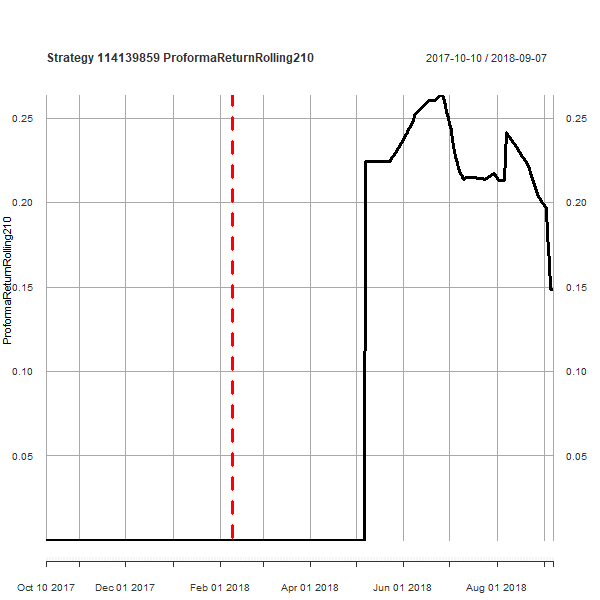 Strategy 114139859 ProformaReturnRolling210
2017-10-10 / 2018-09-07
ProformaReturnRolling210
0.25 0.25
0.20 0.20
0.15 0.15
0.10 0.10
0.05 0.05
Oct 10 2017 Dec 01 2017 Feb 01 2018 Apr 01 2018 Jun 01 2018 Aug 01 2018